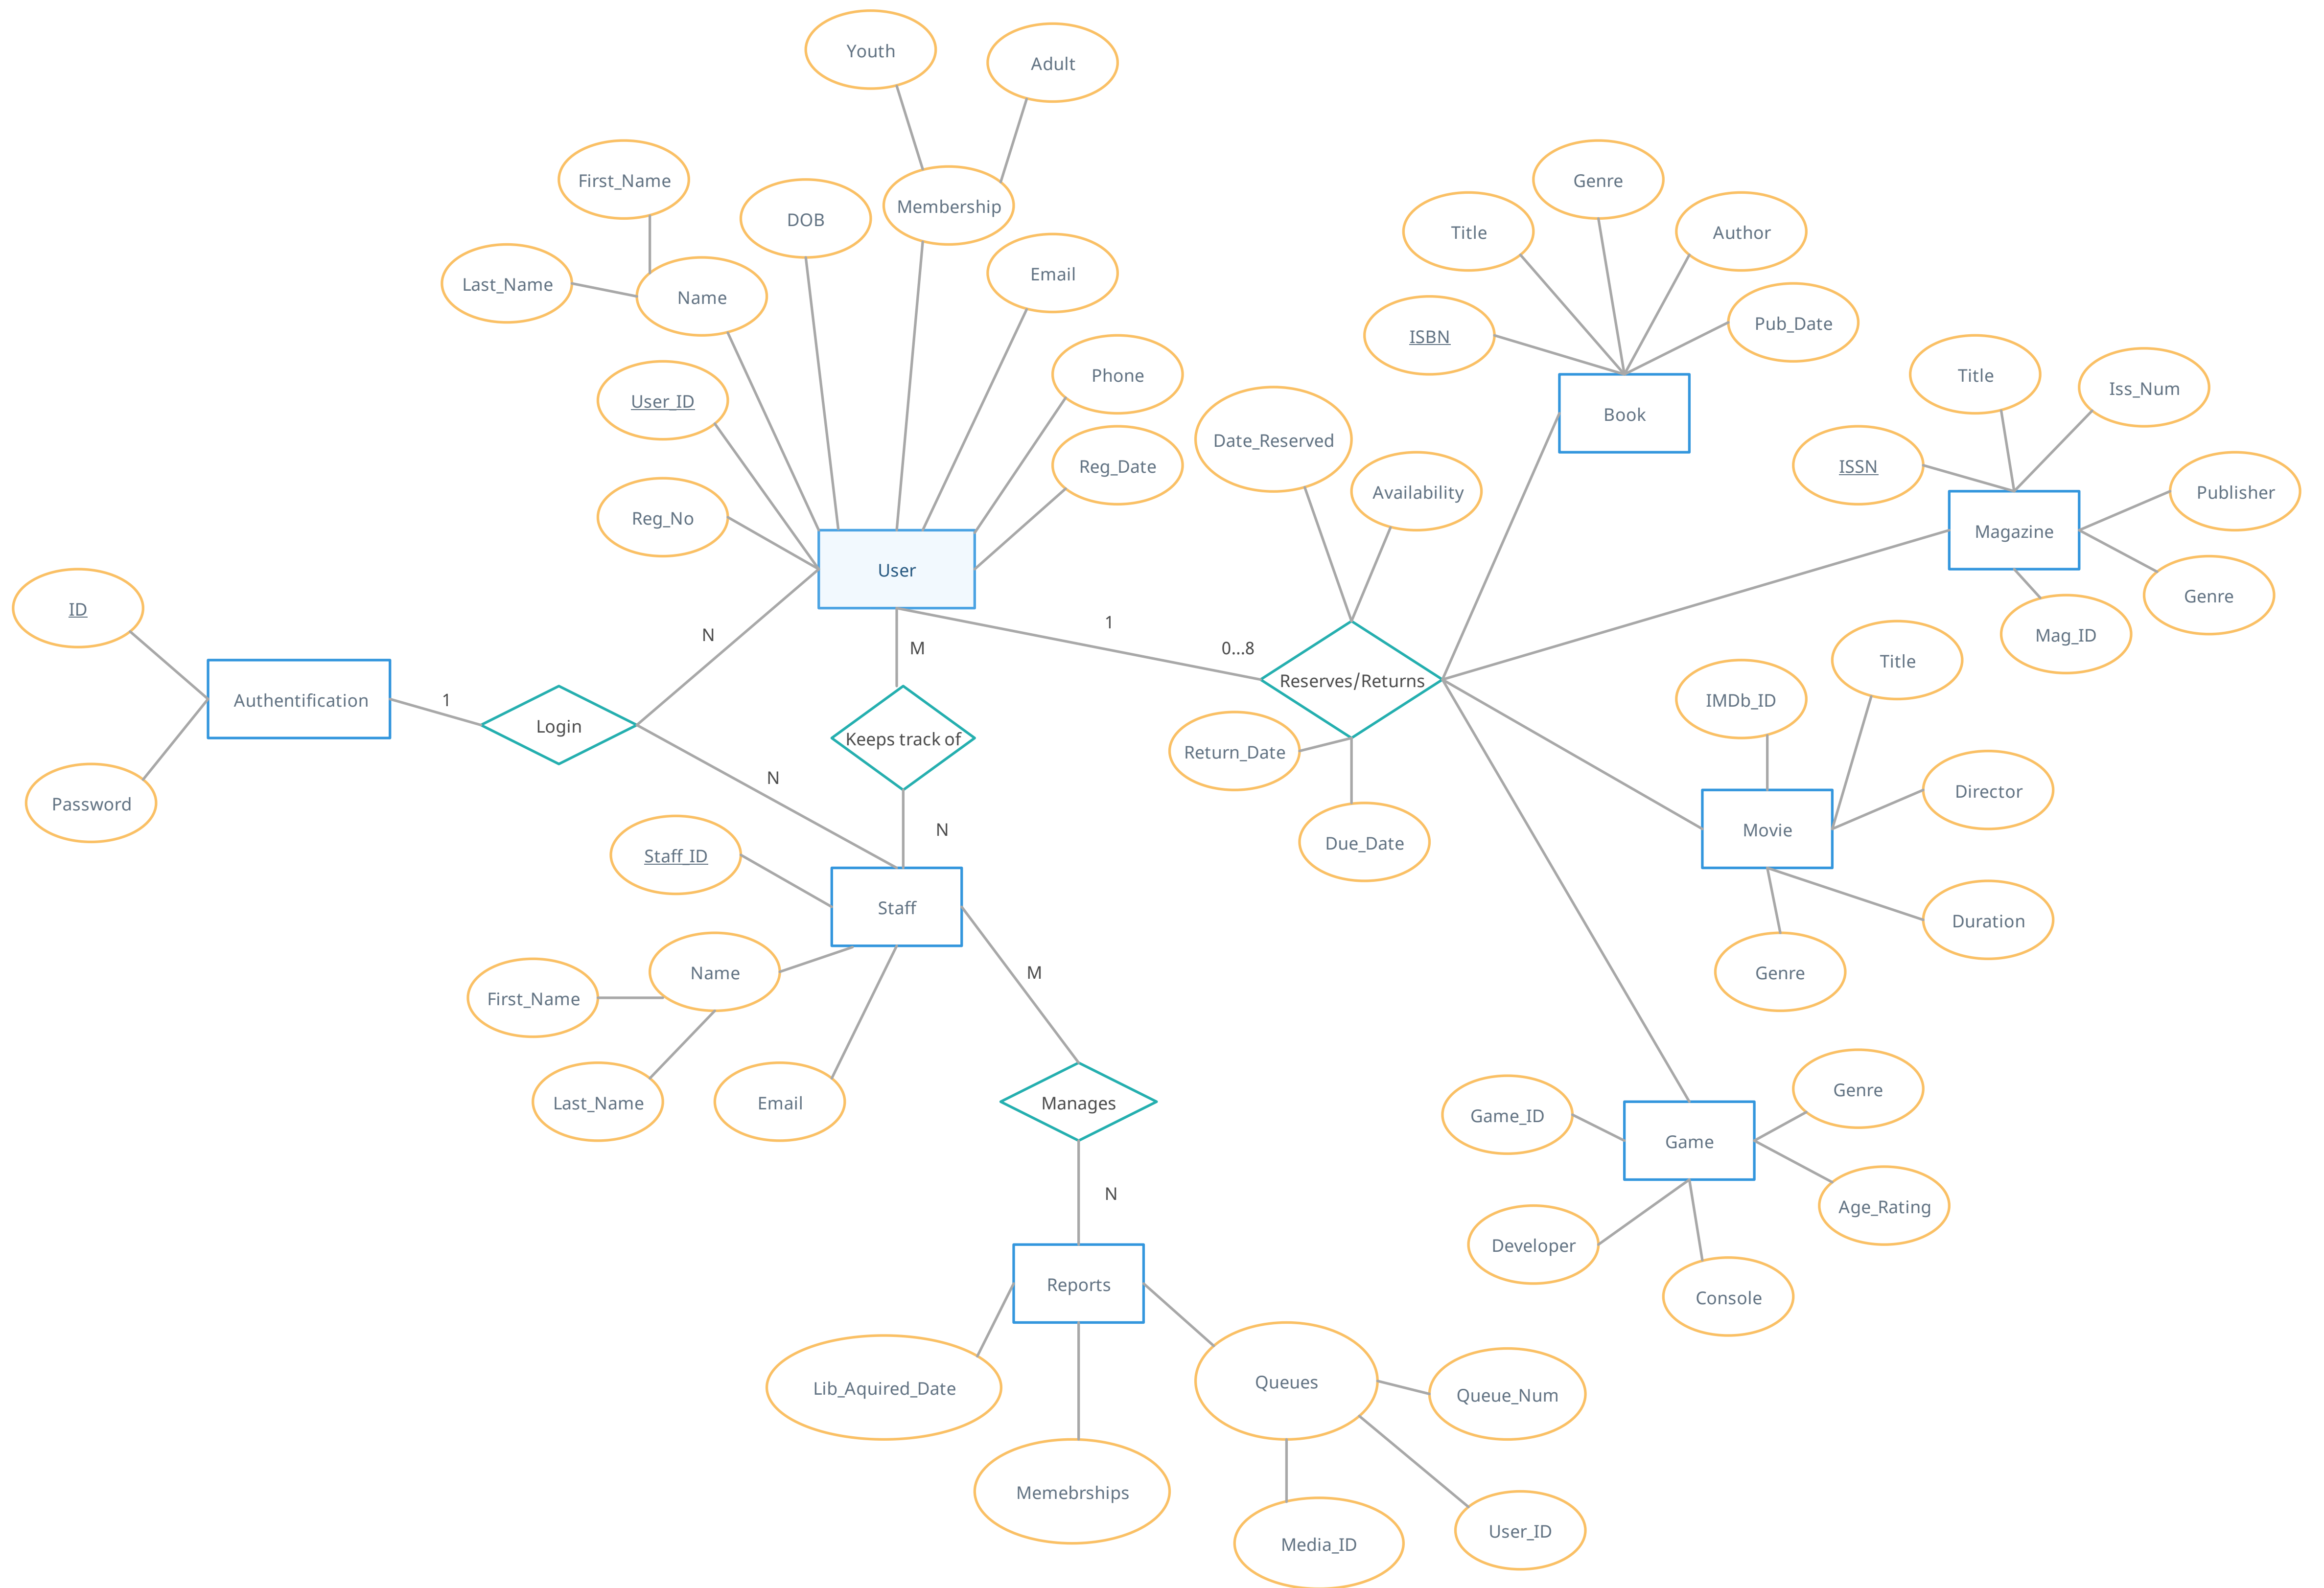 Youth
Adult
First_Name
DOB
Membership
Last_Name
Name
Email
User_ID
Phone
Reg_No
Reg_Date
User
Genre
Title
Author
ISBN
Pub_Date
Book
Date_Reserved
Availability
Title
Iss_Num
ISSN
Publisher
Magazine
Genre
Mag_ID
ID
N
M
1
0...8
Authentification
1
Login
Keeps track of
Reserves/Returns
Return_Date
Due_Date
Password
N
N
IMDb_ID
Title
Director
Movie
Duration
Genre
Staff_ID
Staff
Name
First_Name
Last_Name
Email
M
Manages
N
Game_ID
Genre
Game
Age_Rating
Developer
Console
Reports
Lib_Aquired_Date
Memebrships
Queues
Queue_Num
User_ID
Media_ID